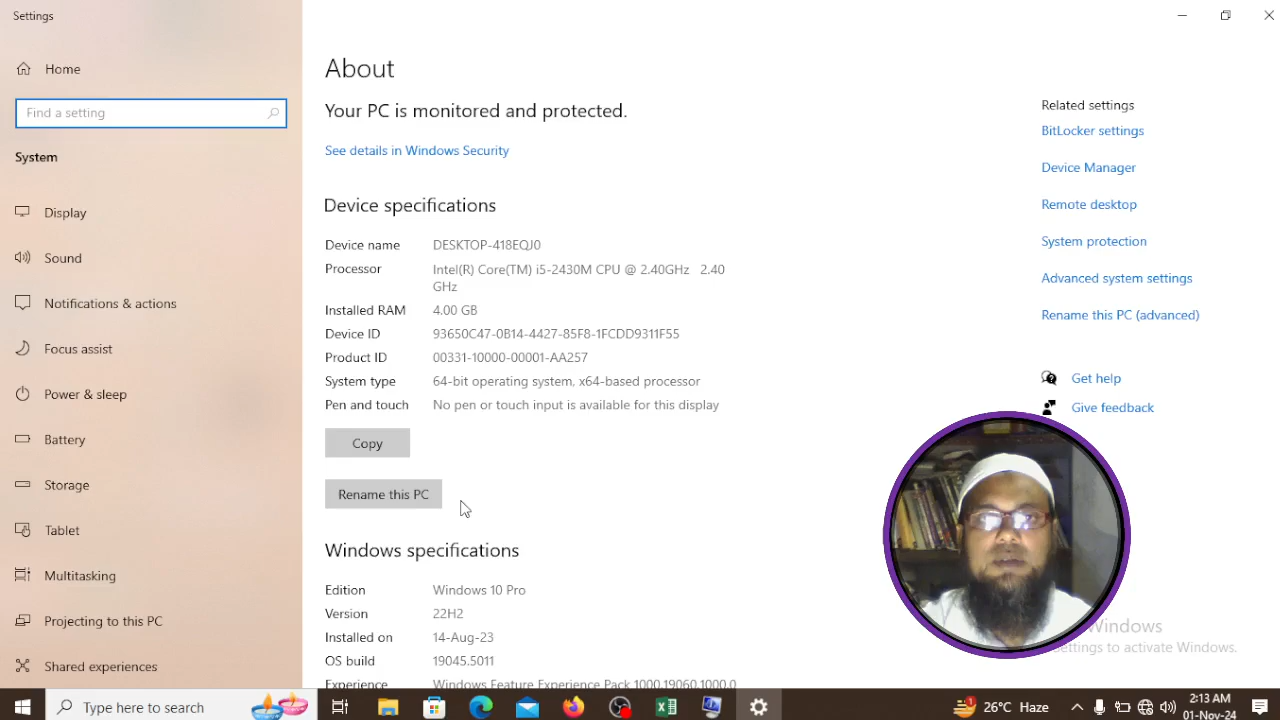 Settings
Home
Find a setting
System
Display
Sound
Notifications & actions
Focus assist
Power & sleep
Battery
Storage
Tablet
Multitasking
Projecting to this PC
Shared experiences
About
Your PC is monitored and protected.
See details in Windows Security
Device specifications
Device name DESKTOP-418EQJ0
Processor Intel(R) Core(TM) i5-2430M CPU @ 2.40GHz 2.40
GHz
Installed RAM 4.00 GB
Device ID 93650C47-0B14-4427-85F8-1FCDD9311F55
Product ID 00331-10000-00001-AA257
System type 64-bit operating system, x64-based processor
Pen and touch No pen or touch input is available for this display
Copy
Rename this PC
Windows specifications
Edition Windows 10 Pro
Version 22H2
Installed on 14-Aug-23
OS build 19045.5011
Experience Windows Feature Experience Pack 1000.19060.1000.0
Related settings
BitLocker settings
Device Manager
Remote desktop
System protection
Advanced system settings
Rename this PC (advanced)
Get help
Give feedback
Windows
ettings to activate Windows.
Type here to search
1
26°C Haze
2:13 AM
01-Nov-24